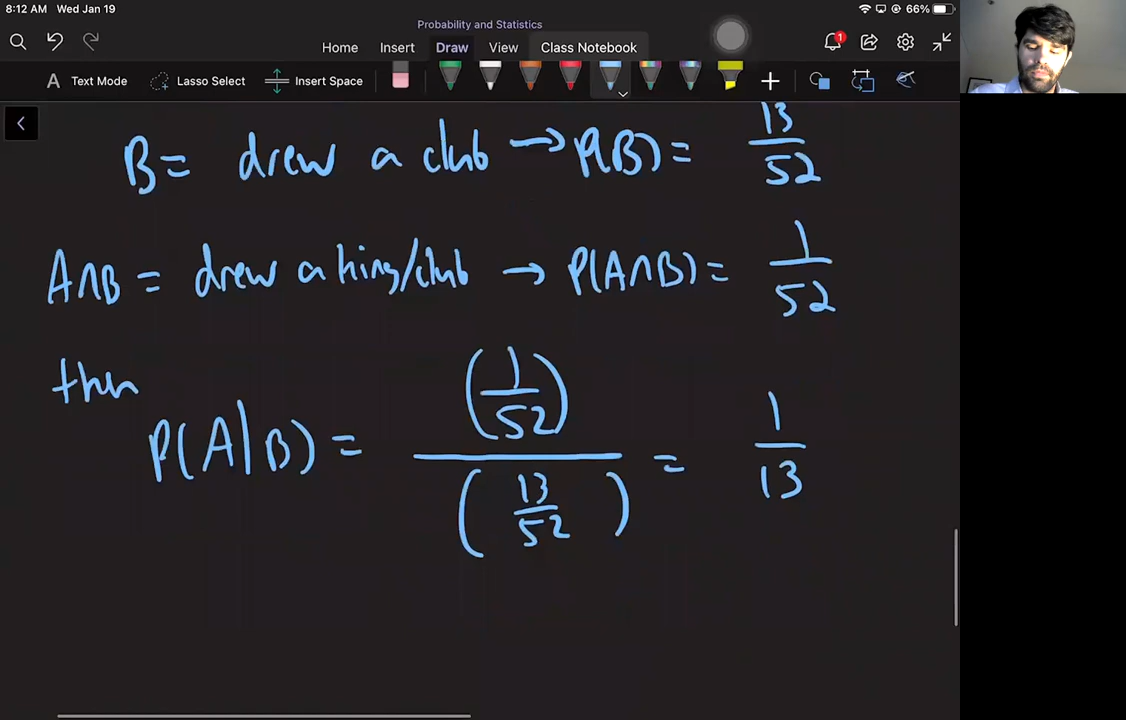 8:12 AM Wed Jan 19
66%
Probability and Statistics
Home Insert Draw View Class Notebook
1
Text Mode Lasso Select Insert Space
B = drew a club → P(B) = 13/52
A∩B = drew a king/club → P(A∩B) = 1/52
then
P(A|B) = (1/52) / (13/52) = 1/13